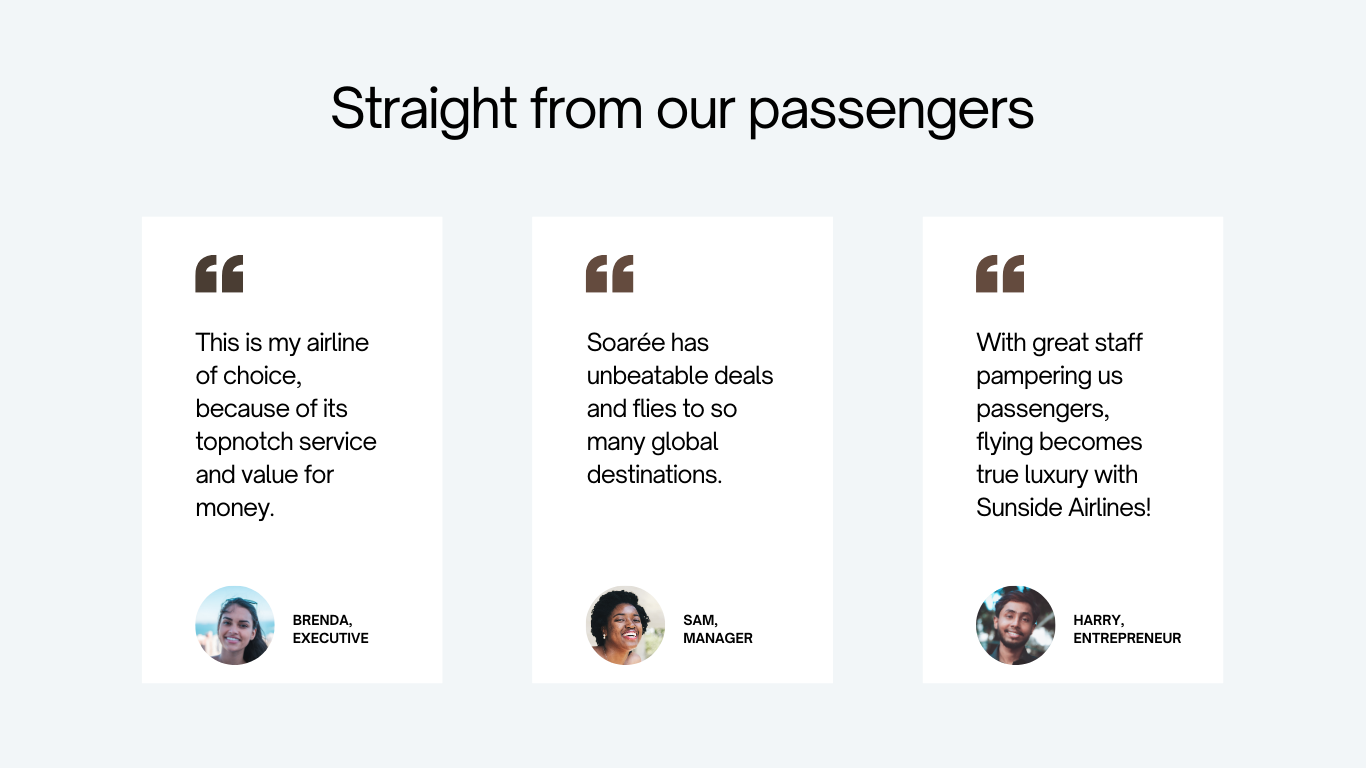 Straight from our passengers
This is my airline
of choice,
because of its
topnotch service
and value for
money.
BRENDA,
EXECUTIVE
Soarée has
unbeatable deals
and flies to so
many global
destinations.
SAM,
MANAGER
With great staff
pampering us
passengers,
flying becomes
true luxury with
Sunside Airlines!
HARRY,
ENTREPRENEUR